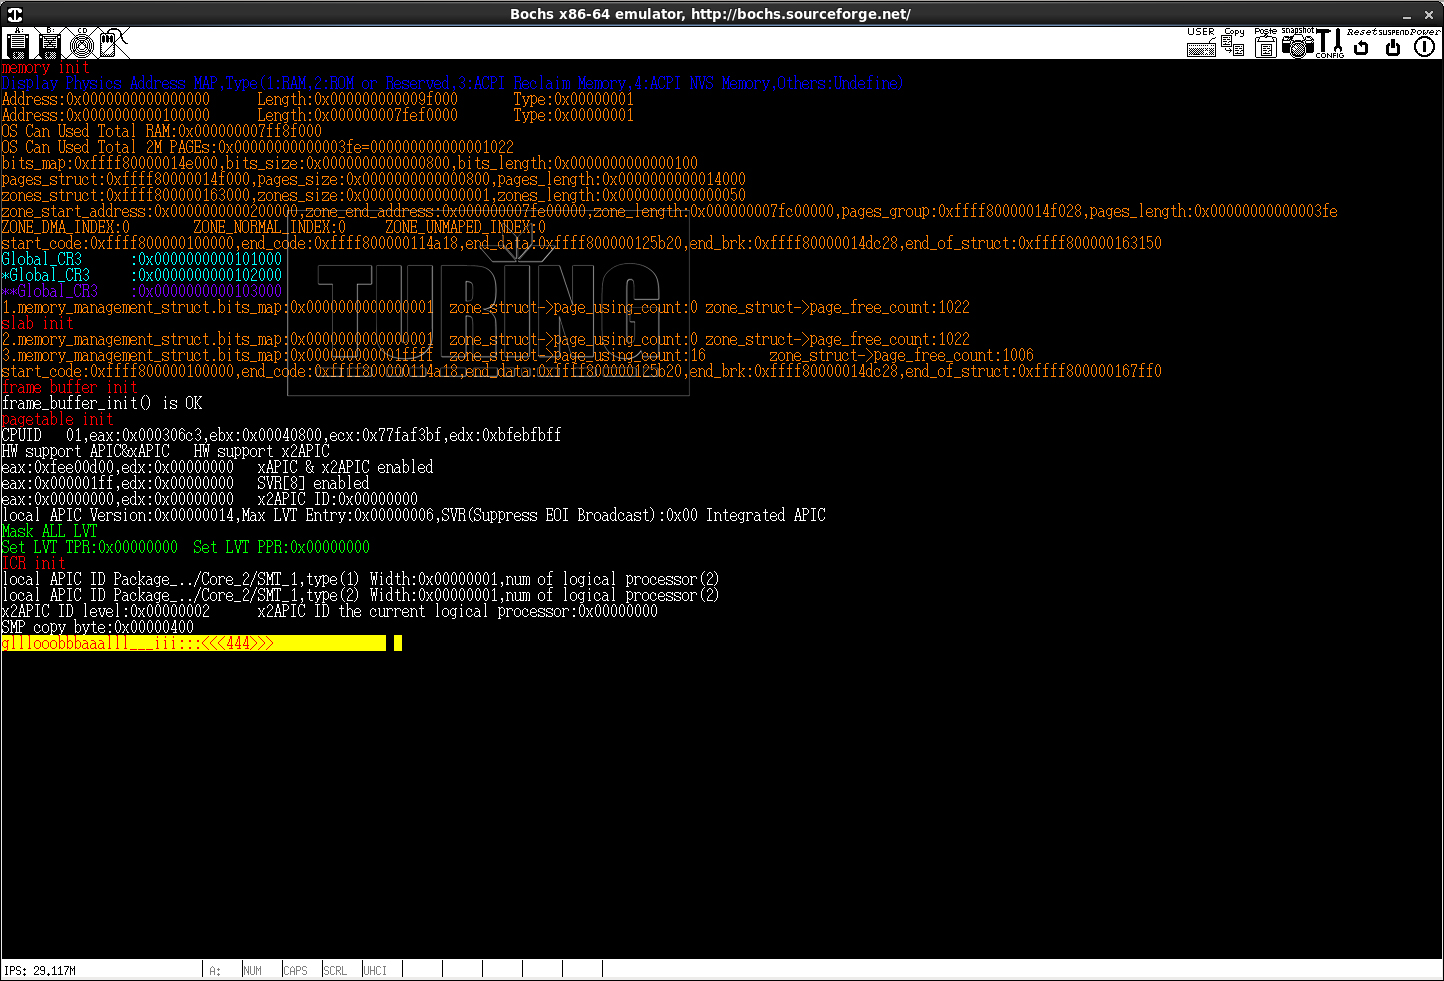 Bochs x86-64 emulator, http://bochs.sourceforge.net/
A: B: CD USER Copy Paste snapshot CONFIG Reset SUSPEND Power
memory init
Display Physics Address MAP,Type(1:RAM,2:ROM or Reserved,3:ACPI Reclaim Memory,4:ACPI NVS Memory,Others:Undefine)
Address:0x0000000000000000 Length:0x000000000009f000 Type:0x00000001
Address:0x0000000000100000 Length:0x000000007fef0000 Type:0x00000001
OS Can Used Total RAM:0x000000007ff8f000
OS Can Used Total 2M PAGEs:0x00000000000003fe=0000000000000001022
bits_map:0xffff80000014e000,bits_size:0x0000000000000800,bits_length:0x0000000000000100
pages_struct:0xffff80000014f000,pages_size:0x0000000000000800,pages_length:0x0000000000014000
zones_struct:0xffff800000163000,zones_size:0x0000000000000001,zones_length:0x0000000000000050
zone_start_address:0x0000000000200000,zone_end_address:0x000000007fe00000,zone_length:0x000000007fc00000,pages_group:0xffff80000014f028,pages_length:0x00000000000003fe
ZONE_DMA_INDEX:0 ZONE_NORMAL_INDEX:0 ZONE_UNMAPED_INDEX:0
start_code:0xffff800000100000,end_code:0xffff800000114a18,end_data:0xffff800000125b20,end_brk:0xffff80000014dc28,end_of_struct:0xffff800000163150
Global_CR3 :0x0000000000101000
*Global_CR3 :0x0000000000102000
**Global_CR3 :0x0000000000103000
1.memory_management_struct.bits_map:0x0000000000000001 zone_struct->page_using_count:0 zone_struct->page_free_count:1022
slab init
2.memory_management_struct.bits_map:0x0000000000000001 zone_struct->page_using_count:0 zone_struct->page_free_count:1022
3.memory_management_struct.bits_map:0x000000000001ffff zone_struct->page_using_count:16 zone_struct->page_free_count:1006
start_code:0xffff800000100000,end_code:0xffff800000114a18,end_data:0xffff800000125b20,end_brk:0xffff80000014dc28,end_of_struct:0xffff800000167ff0
TURING
frame buffer init
frame_buffer_init() is OK
pagetable init
CPUID 01,eax:0x000306c3,ebx:0x00040800,ecx:0x77faf3bf,edx:0xbfebfbff
HW support APIC&xAPIC HW support x2APIC
eax:0xfee00d00,edx:0x00000000 xAPIC & x2APIC enabled
eax:0x000001ff,edx:0x00000000 SVR[8] enabled
eax:0x00000000,edx:0x00000000 x2APIC ID:0x00000000
local APIC Version:0x00000014,Max LVT Entry:0x00000006,SVR(Suppress EOI Broadcast):0x00 Integrated APIC
Mask ALL LVT
Set LVT TPR:0x00000000 Set LVT PPR:0x00000000
ICR init
local APIC ID Package_../Core_2/SMT_1,type(1) Width:0x00000001,num of logical processor(2)
local APIC ID Package_../Core_2/SMT_1,type(2) Width:0x00000001,num of logical processor(2)
x2APIC ID level:0x00000002 x2APIC ID the current logical processor:0x00000000
SMP copy byte:0x00000400
gllloooobbbaaalll___iii:::<<<444>>>
IPS: 29.117M A: NUM CAPS SCRL UHCI